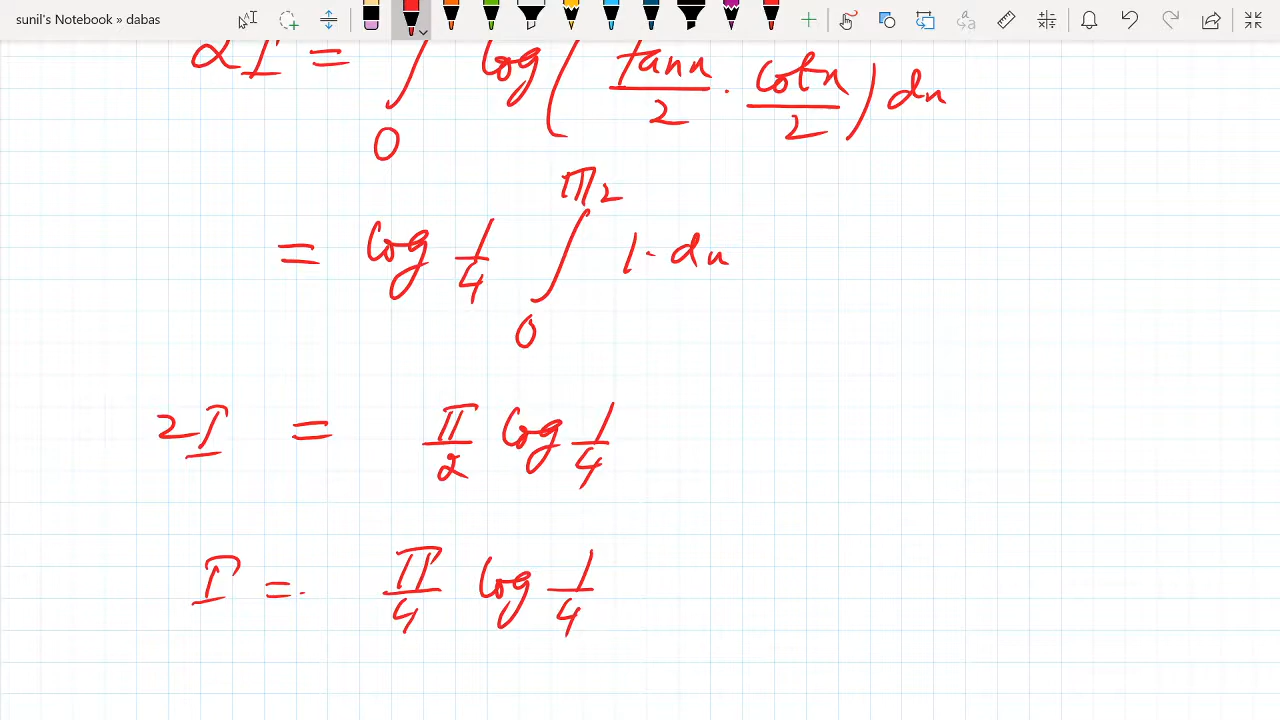 sunil's Notebook » dabas
2I = ∫ log( tanx/2 · cotx/2 ) dx
0
π/2
= log 1/4 ∫ 1· dx
0
2I = π/2 log 1/4
I = π/4 log 1/4